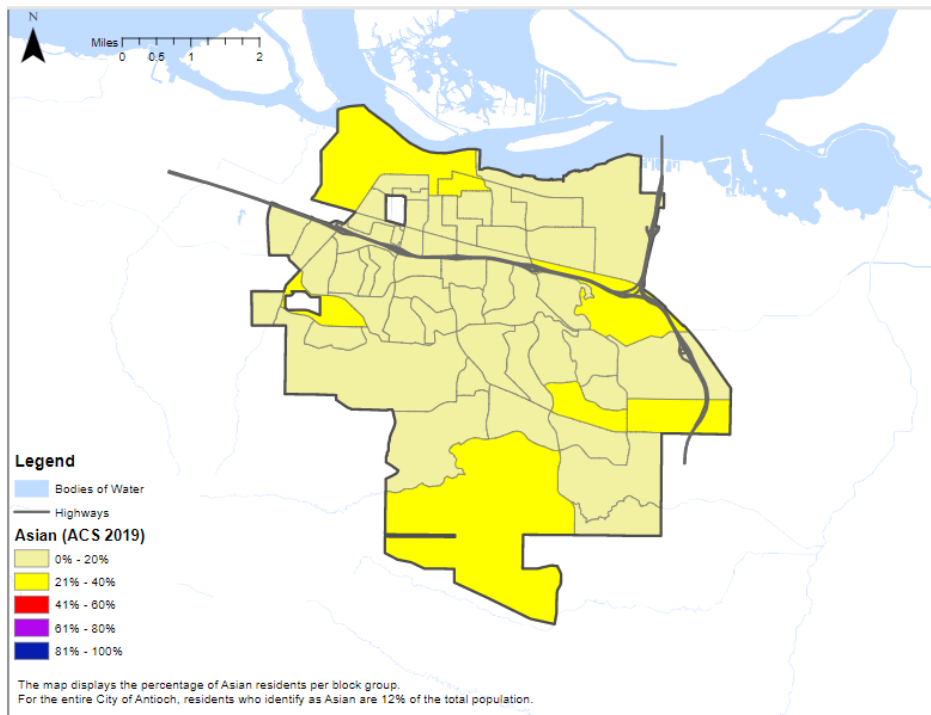 N
Miles
0 0.5 1 2
Legend
Bodies of Water
Highways
Asian (ACS 2019)
0% - 20%
21% - 40%
41% - 60%
61% - 80%
81% - 100%
The map displays the percentage of Asian residents per block group.
For the entire City of Antioch, residents who identify as Asian are 12% of the total population.